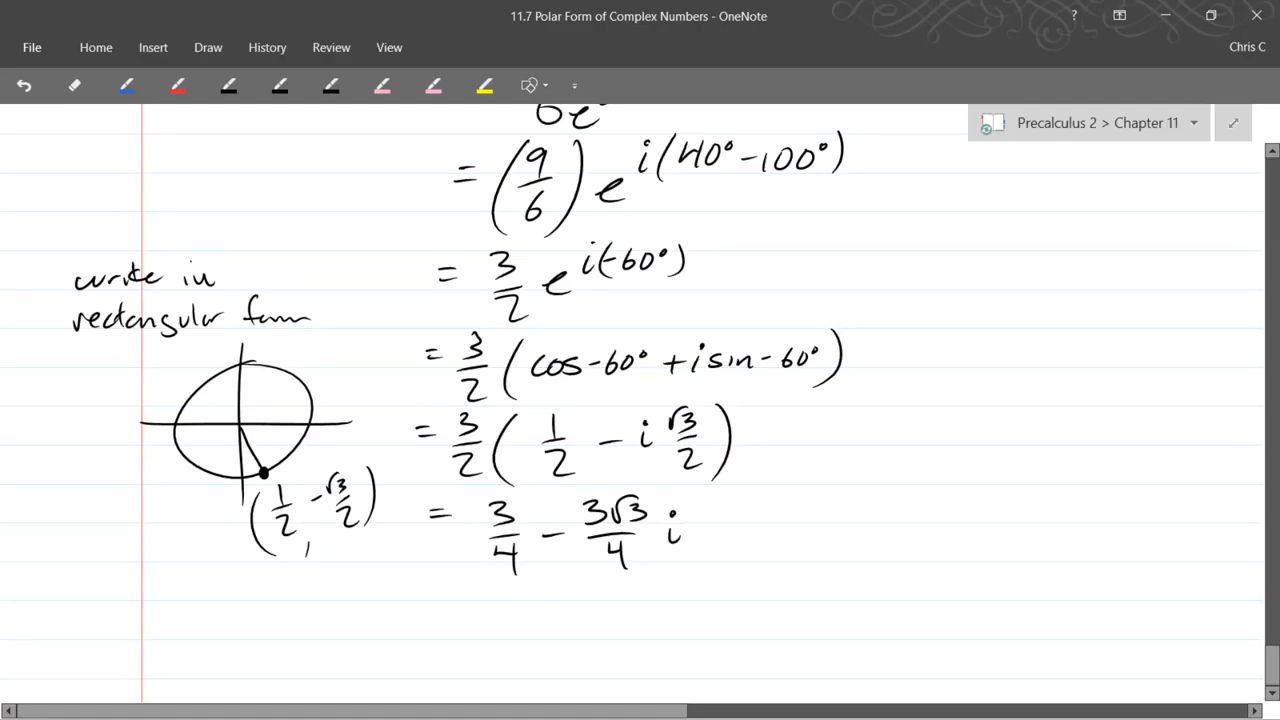 11.7 Polar Form of Complex Numbers - OneNote
?
File Home Insert Draw History Review View
Chris C
Precalculus 2 > Chapter 11
6e
= (9/6) e^i(40° - 100°)
= 3/2 e^i(-60°)
write in
rectangular form
= 3/2 (cos -60° + i sin -60°)
= 3/2 (1/2 - i √3/2)
(1/2, -√3/2)
= 3/4 - 3√3/4 i